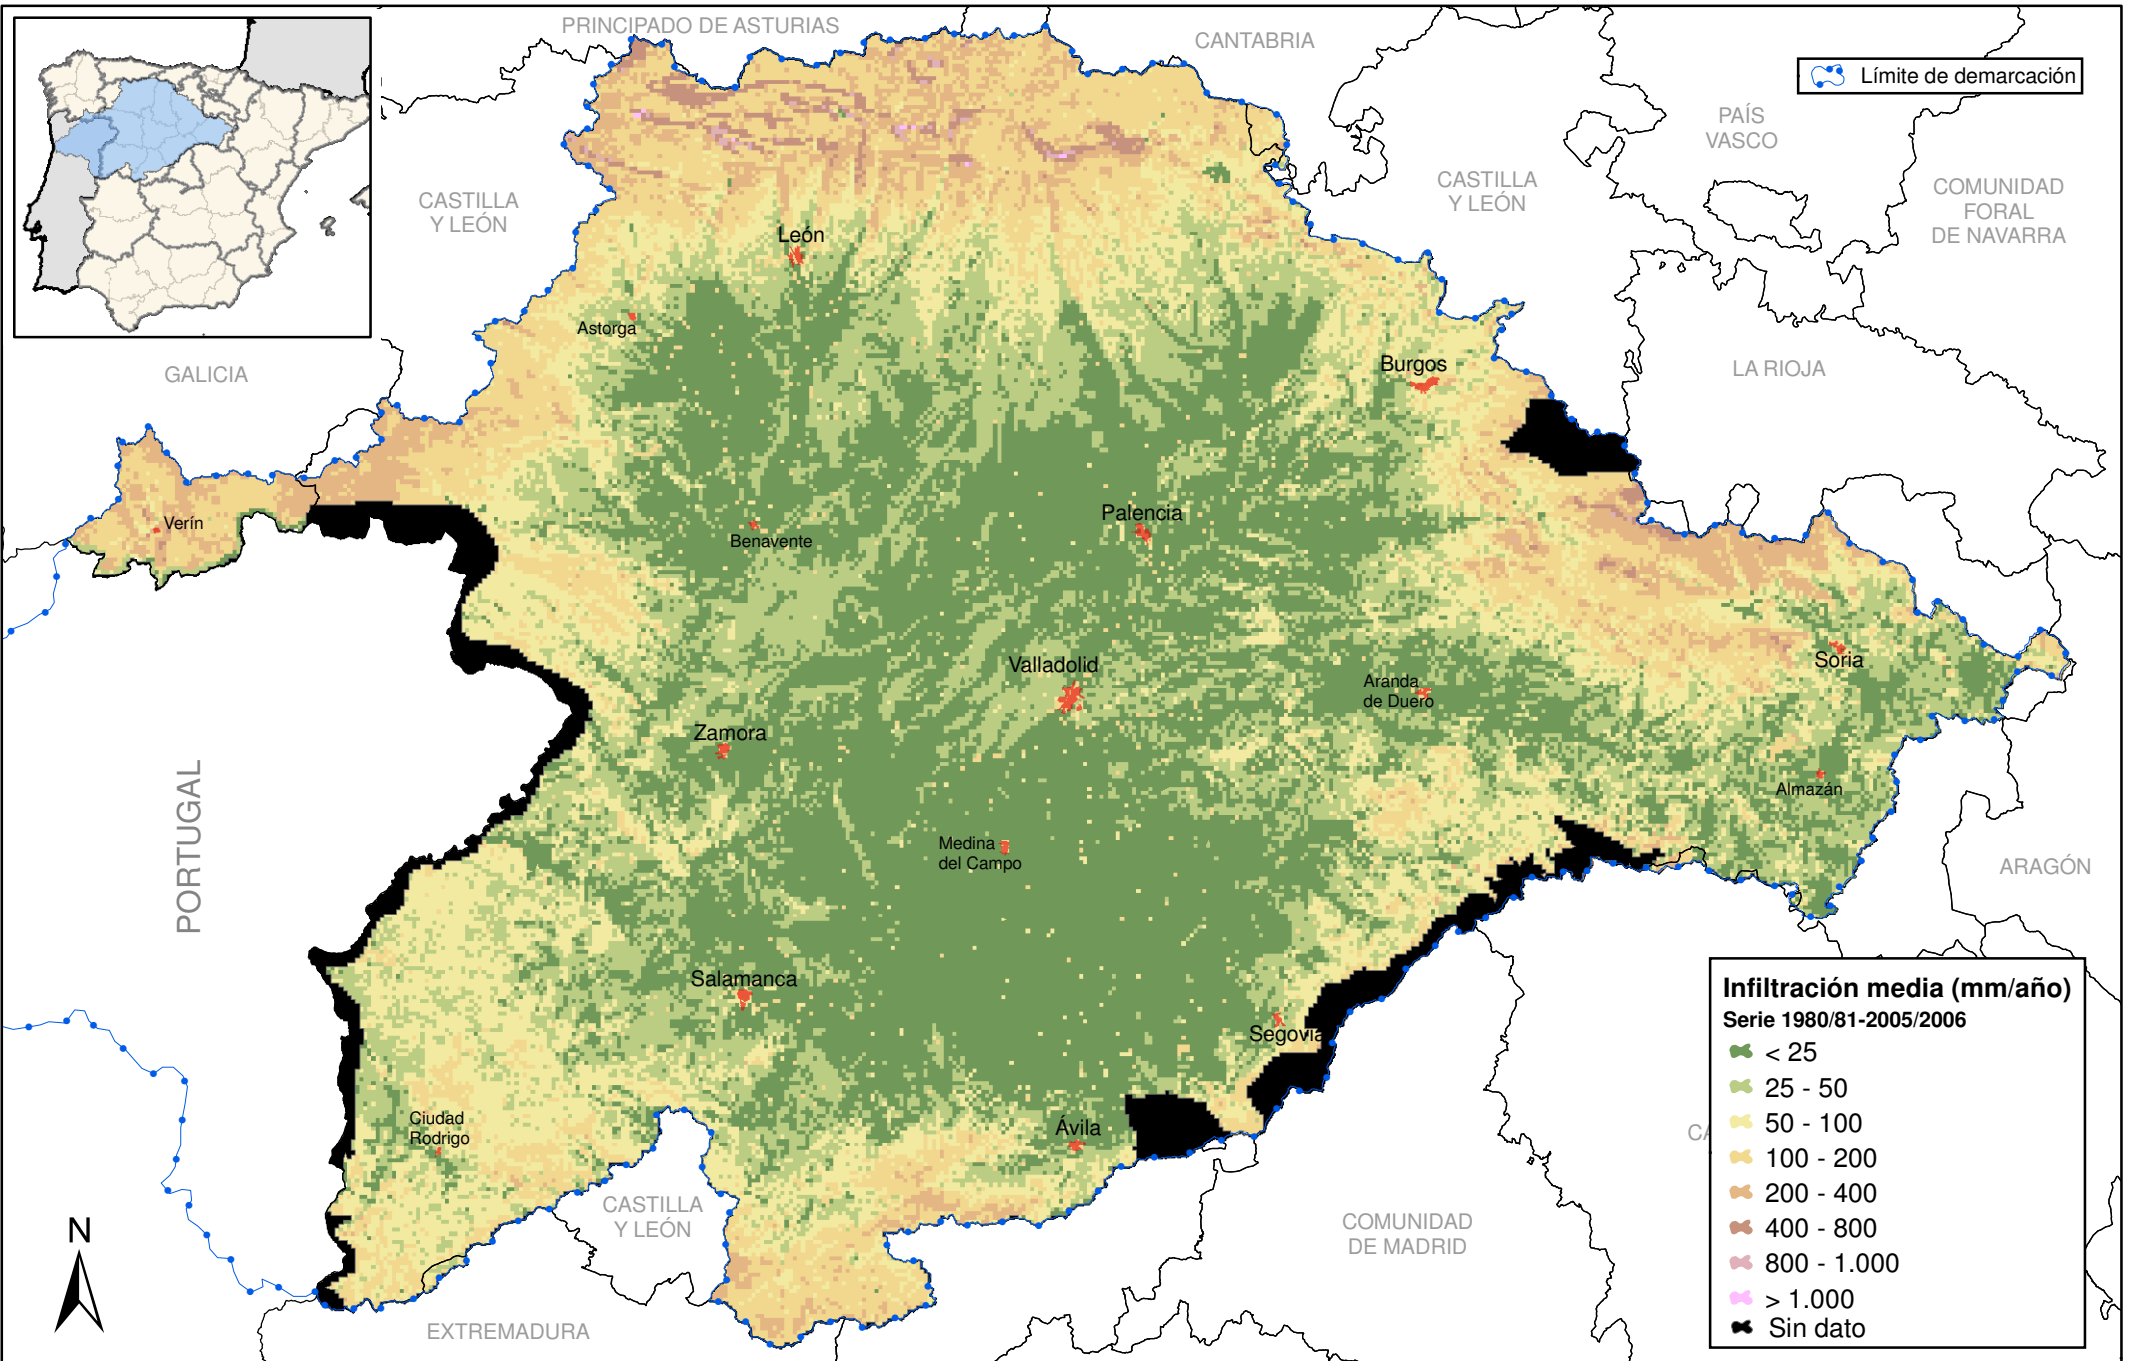 PRINCIPADO DE ASTURIAS
CANTABRIA
Límite de demarcación
PAÍS
VASCO
CASTILLA
Y LEÓN
CASTILLA
Y LEÓN
COMUNIDAD
FORAL
DE NAVARRA
León
Astorga
GALICIA
Burgos
LA RIOJA
Verín
Benavente
Palencia
Valladolid
Soria
Aranda
de Duero
Zamora
PORTUGAL
Almazán
Medina
del Campo
ARAGÓN
Salamanca
Segovia
Ciudad
Rodrigo
Ávila
CASTILLA
Y LEÓN
COMUNIDAD
DE MADRID
EXTREMADURA
N
CA
Infiltración media (mm/año)
Serie 1980/81-2005/2006
< 25
25 - 50
50 - 100
100 - 200
200 - 400
400 - 800
800 - 1.000
> 1.000
Sin dato